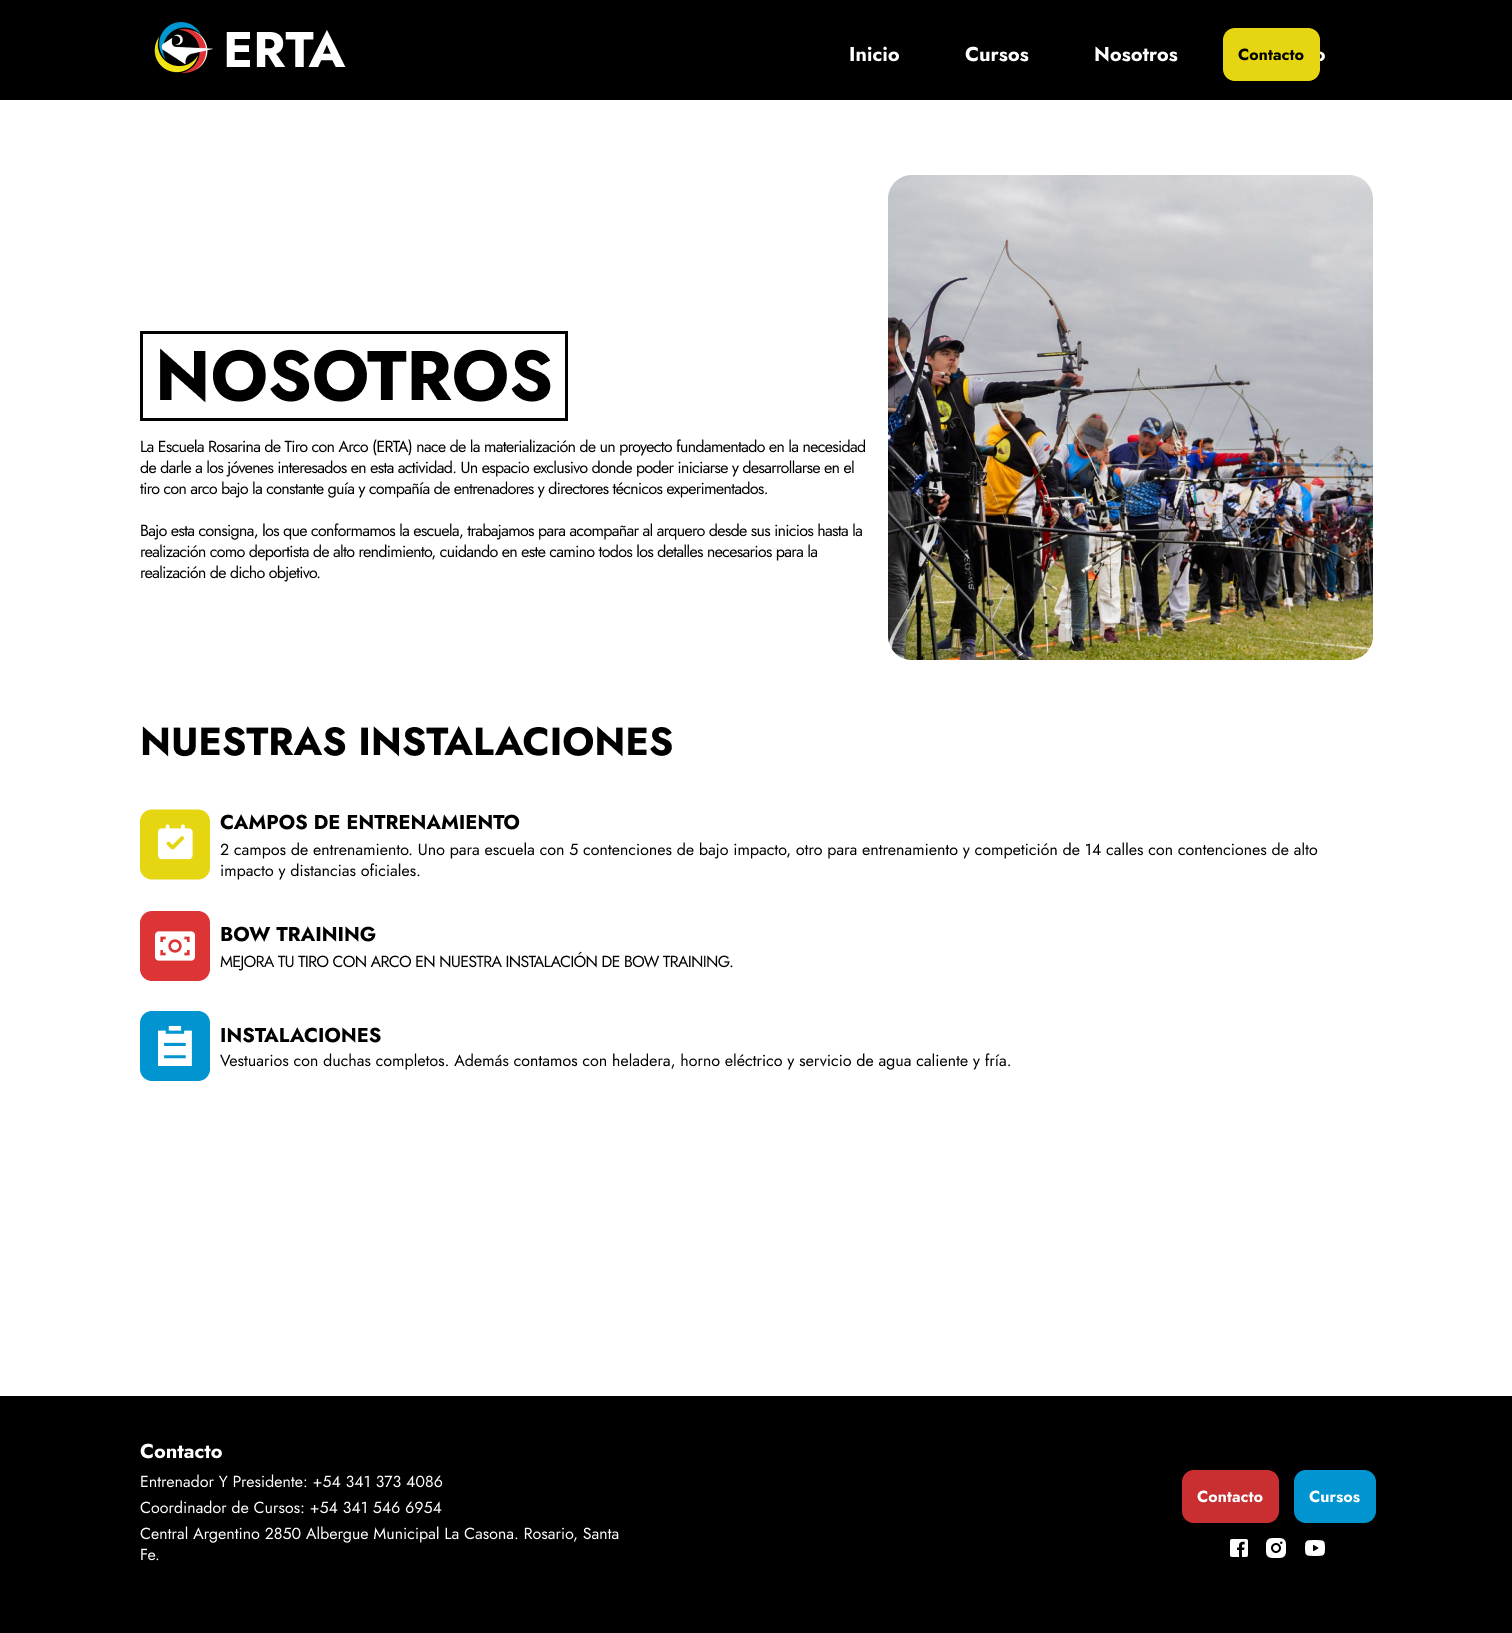 ERTA
Inicio
Cursos
Nosotros
Contacto
NOSOTROS
La Escuela Rosarina de Tiro con Arco (ERTA) nace de la materialización de un proyecto fundamentado en la necesidad
de darle a los jóvenes interesados en esta actividad. Un espacio exclusivo donde poder iniciarse y desarrollarse en el
tiro con arco bajo la constante guía y compañía de entrenadores y directores técnicos experimentados.
Bajo esta consigna, los que conformamos la escuela, trabajamos para acompañar al arquero desde sus inicios hasta la
realización como deportista de alto rendimiento, cuidando en este camino todos los detalles necesarios para la
realización de dicho objetivo.
NUESTRAS INSTALACIONES
CAMPOS DE ENTRENAMIENTO
2 campos de entrenamiento. Uno para escuela con 5 contenciones de bajo impacto, otro para entrenamiento y competición de 14 calles con contenciones de alto
impacto y distancias oficiales.
BOW TRAINING
MEJORA TU TIRO CON ARCO EN NUESTRA INSTALACIÓN DE BOW TRAINING.
INSTALACIONES
Vestuarios con duchas completos. Además contamos con heladera, horno eléctrico y servicio de agua caliente y fría.
Contacto
Entrenador Y Presidente: +54 341 373 4086
Coordinador de Cursos: +54 341 546 6954
Central Argentino 2850 Albergue Municipal La Casona. Rosario, Santa
Fe.
Contacto
Cursos